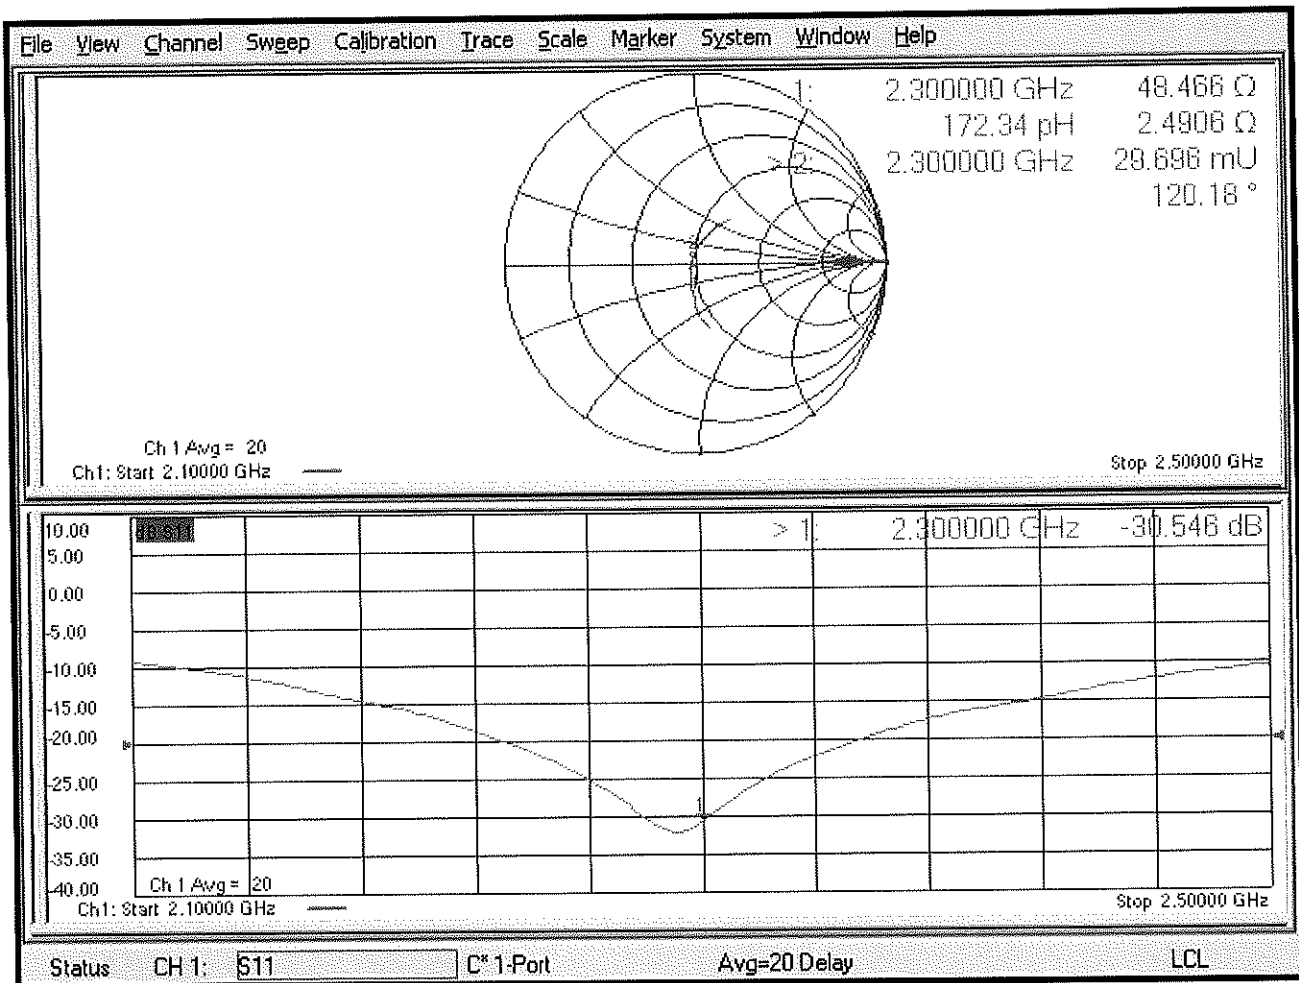 File View Channel Sweep Calibration Trace Scale Marker System Window Help
1: 2.300000 GHz 48.466 Ω
172.34 pH 2.4906 Ω
> 2: 2.300000 GHz 29.696 mU
120.18 °
Ch 1 Avg = 20
Ch1: Start 2.10000 GHz
Stop 2.50000 GHz
10.00
dB S11
> 1: 2.300000 GHz -30.546 dB
5.00
0.00
-5.00
-10.00
-15.00
-20.00
-25.00
1
-30.00
-35.00
-40.00
Ch 1 Avg = 20
Ch1: Start 2.10000 GHz
Stop 2.50000 GHz
Status CH 1: S11 C* 1-Port Avg=20 Delay LCL